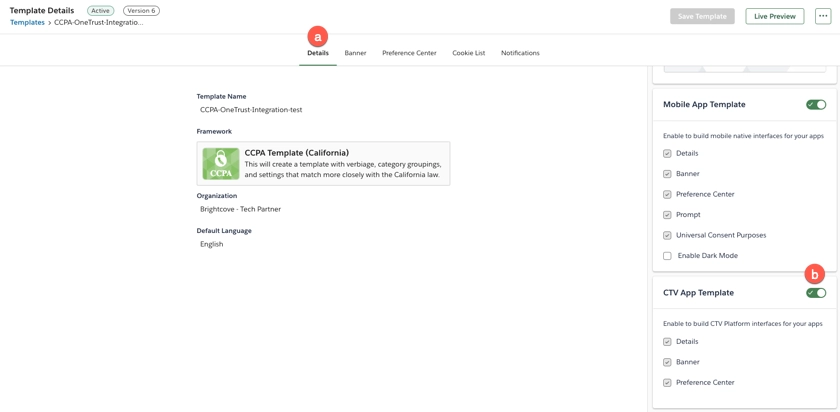 Template Details Active Version 6
Templates > CCPA-OneTrust-Integratio...
Save Template
Live Preview
...
a
Details Banner Preference Center Cookie List Notifications
Template Name
CCPA-OneTrust-Integration-test
Framework
CCPA
CCPA Template (California)
This will create a template with verbiage, category groupings,
and settings that match more closely with the California law.
Organization
Brightcove - Tech Partner
Default Language
English
Mobile App Template
Enable to build mobile native interfaces for your apps
Details
Banner
Preference Center
Prompt
Universal Consent Purposes
Enable Dark Mode
b
CTV App Template
Enable to build CTV Platform interfaces for your apps
Details
Banner
Preference Center